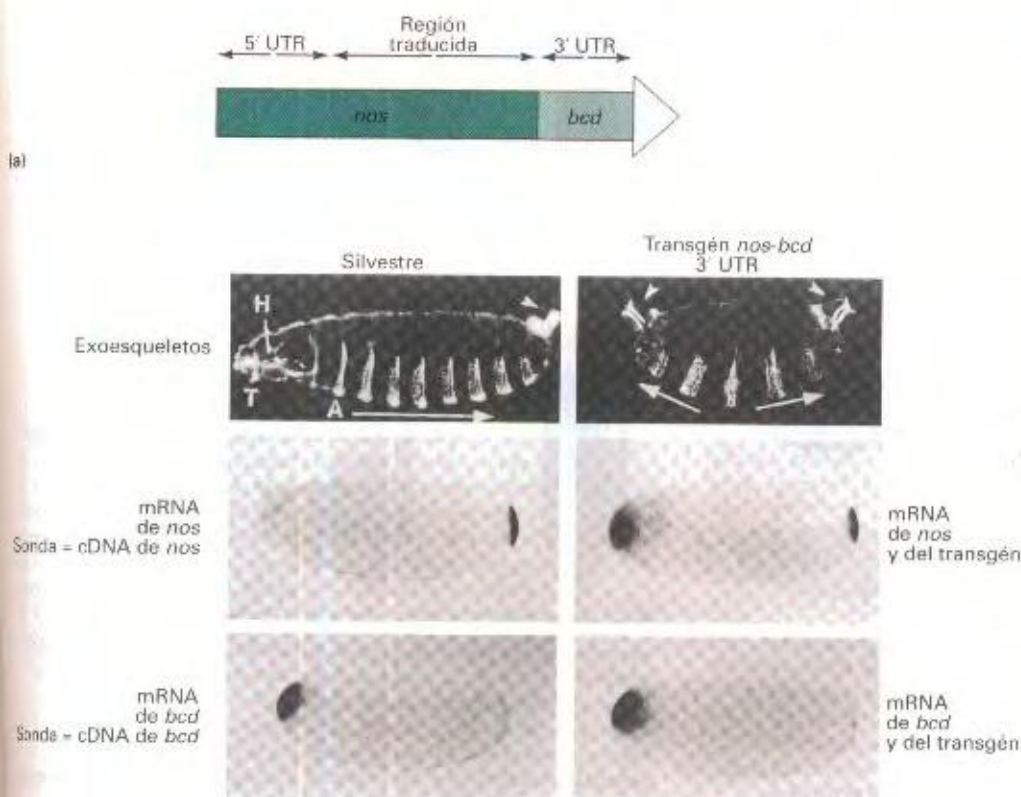 Región
5' UTR traducida 3' UTR
nos bcd
(a)
Silvestre
Transgén nos-bcd
3' UTR
H
Exoesqueletos
T
A
mRNA
de nos
Sonda = cDNA de nos
mRNA
de nos
y del transgén
mRNA
de bcd
Sonda = cDNA de bcd
mRNA
de bcd
y del transgén